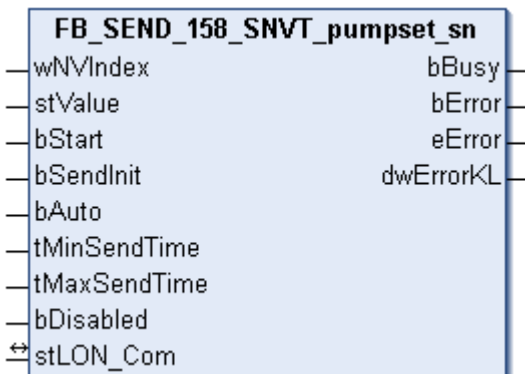 FB_SEND_158_SNVT_pumpset_sn
wNVIndex bBusy
stValue bError
bStart eError
bSendInit dwErrorKL
bAuto
tMinSendTime
tMaxSendTime
bDisabled
stLON_Com